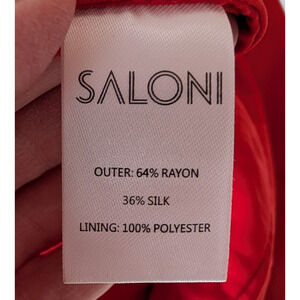 SALONI
OUTER: 64% RAYON
36% SILK
LINING: 100% POLYESTER